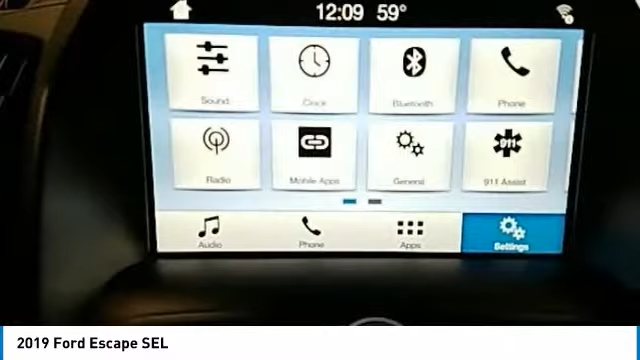 12:09 59°
Sound Clock Bluetooth Phone
Radio Mobile Apps General 911 Assist
911
Audio Phone Apps Settings
2019 Ford Escape SEL